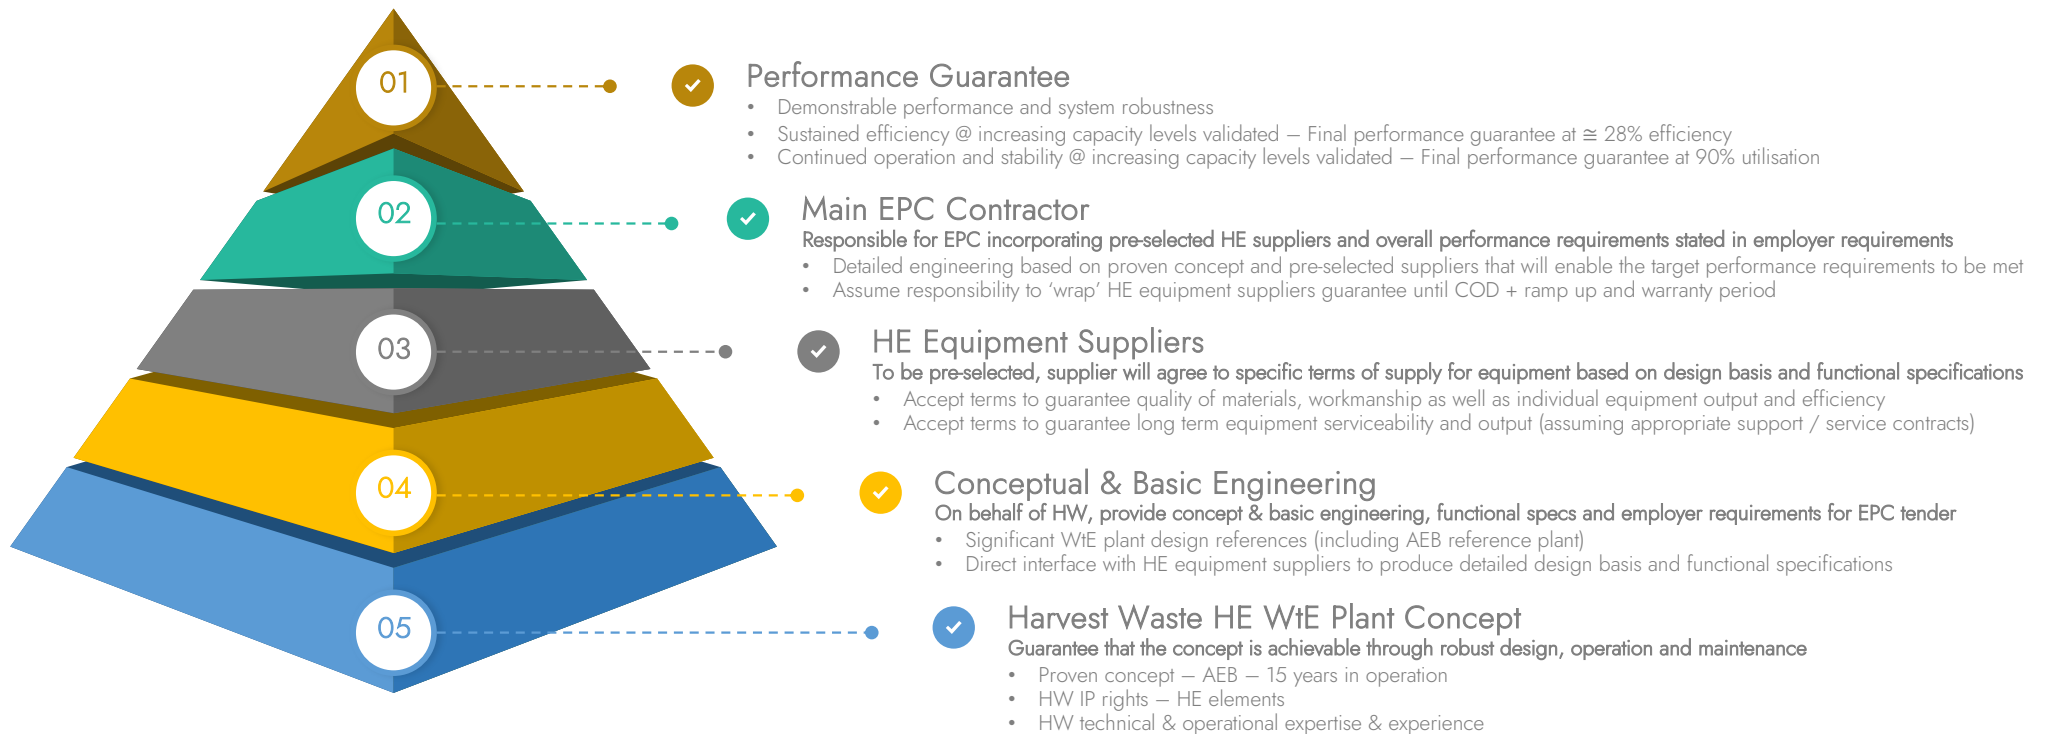 01
Performance Guarantee
• Demonstrable performance and system robustness
• Sustained efficiency @ increasing capacity levels validated – Final performance guarantee at ≅ 28% efficiency
• Continued operation and stability @ increasing capacity levels validated – Final performance guarantee at 90% utilisation
02
Main EPC Contractor
Responsible for EPC incorporating pre-selected HE suppliers and overall performance requirements stated in employer requirements
• Detailed engineering based on proven concept and pre-selected suppliers that will enable the target performance requirements to be met
• Assume responsibility to ‘wrap’ HE equipment suppliers guarantee until COD + ramp up and warranty period
03
HE Equipment Suppliers
To be pre-selected, supplier will agree to specific terms of supply for equipment based on design basis and functional specifications
• Accept terms to guarantee quality of materials, workmanship as well as individual equipment output and efficiency
• Accept terms to guarantee long term equipment serviceability and output (assuming appropriate support / service contracts)
04
Conceptual & Basic Engineering
On behalf of HW, provide concept & basic engineering, functional specs and employer requirements for EPC tender
• Significant WtE plant design references (including AEB reference plant)
• Direct interface with HE equipment suppliers to produce detailed design basis and functional specifications
05
Harvest Waste HE WtE Plant Concept
Guarantee that the concept is achievable through robust design, operation and maintenance
• Proven concept – AEB – 15 years in operation
• HW IP rights – HE elements
• HW technical & operational expertise & experience